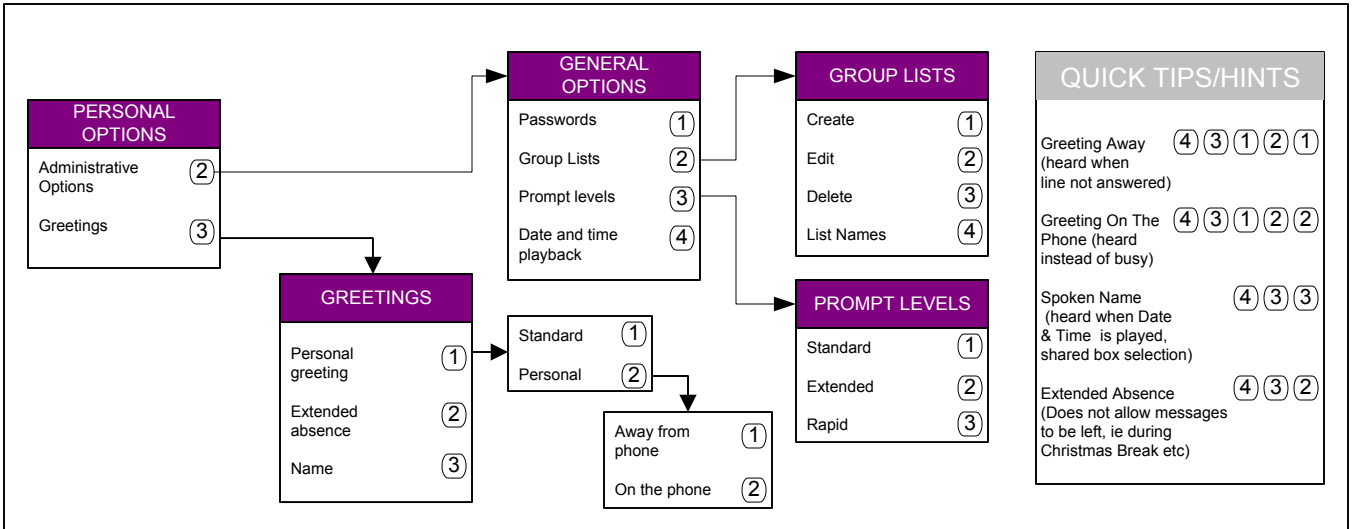 PERSONAL
OPTIONS
Administrative
Options
2
Greetings
3
GENERAL
OPTIONS
Passwords
1
Group Lists
2
Prompt levels
3
Date and time
playback
4
GROUP LISTS
Create
1
Edit
2
Delete
3
List Names
4
GREETINGS
Personal
greeting
1
Extended
absence
2
Name
3
Standard
1
Personal
2
Away from
phone
1
On the phone
2
PROMPT LEVELS
Standard
1
Extended
2
Rapid
3
QUICK TIPS/HINTS
Greeting Away 4 3 1 2 1
(heard when
line not answered)
Greeting On The 4 3 1 2 2
Phone (heard
instead of busy)
Spoken Name 4 3 3
(heard when Date
& Time is played,
shared box selection)
Extended Absence 4 3 2
(Does not allow messages
to be left, ie during
Christmas Break etc)